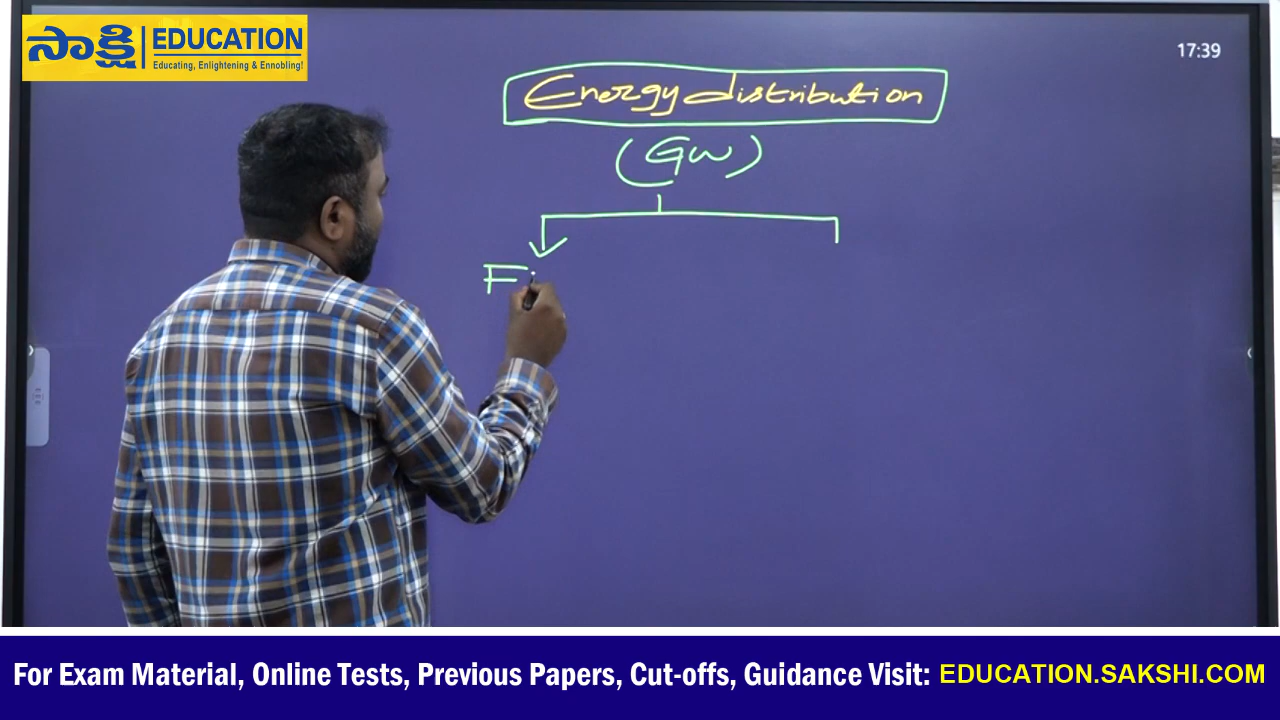 సాక్షి EDUCATION
Educating, Enlightening & Ennobling!
17:39
Energy distribution
(GW)
F
For Exam Material, Online Tests, Previous Papers, Cut-offs, Guidance Visit: EDUCATION.SAKSHI.COM